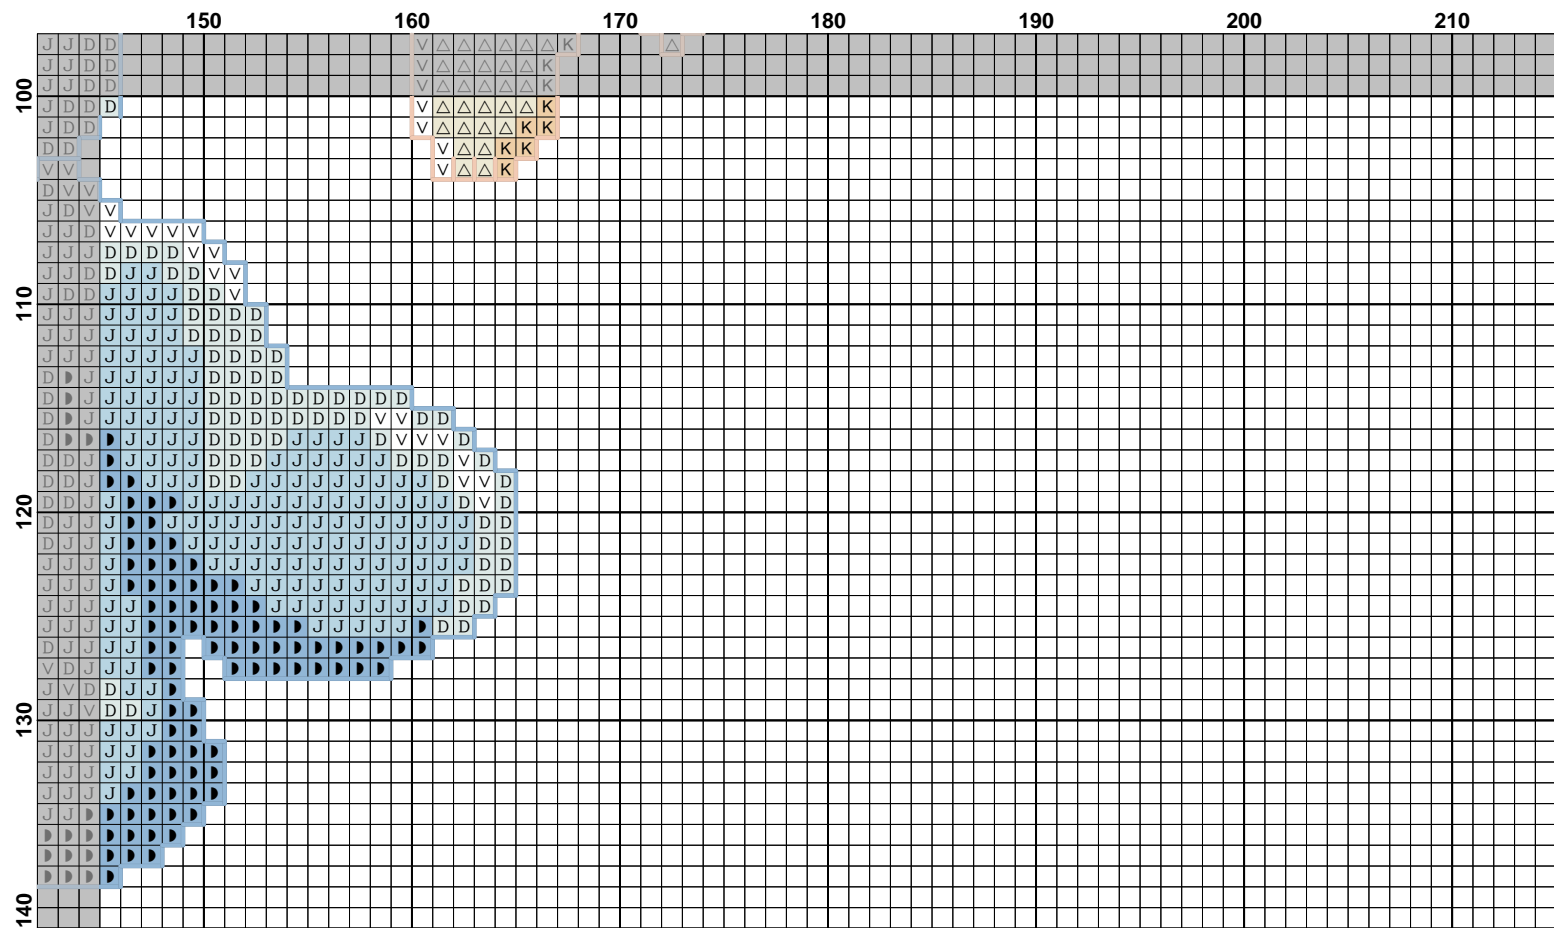 150 160 170 180 190 200 210
J J D D V △ △ △ △ △ △ K △
J J D D V △ △ △ △ △ K
J J D D V △ △ △ △ △ K
100 J D D D V △ △ △ △ △ K
J D D V △ △ △ △ K K
D D V △ △ K K
V V V △ △ K
D V V
J D V V
J J D V V V V V
J J J D D D D V V
J J D D J J D D V V
110 J D D J J J J D D V
J J J J J J J D D D D
J J J J J J J D D D D
J J J J J J J J D D D D
D ◗ J J J J J J D D D D
D ◗ J J J J J J D D D D D D D D D D
D ◗ J J J J J J D D D D D D D D V V D D
D ◗ ◗ ◗ J J J J D D D D J J J J D V V V D
D D J ◗ J J J J D D D J J J J J J D D D V D
D D J ◗ ◗ J J J D D J J J J J J J J J D V V D
120 D D J J ◗ ◗ ◗ J J J J J J J J J J J J J D V D
D J J J ◗ ◗ J J J J J J J J J J J J J J J D D
D J J J ◗ ◗ ◗ J J J J J J J J J J J J J J D D
J J J J ◗ ◗ ◗ ◗ J J J J J J J J J J J J J D D
J J J J ◗ ◗ ◗ ◗ ◗ ◗ J J J J J J J J J J D D D
J J J J J ◗ ◗ ◗ ◗ ◗ ◗ J J J J J J J J J D D
J J J J J ◗ ◗ ◗ ◗ ◗ ◗ ◗ ◗ J J J J J ◗ D D
D J J J J ◗ ◗ ◗ ◗ ◗ ◗ ◗ ◗ ◗ ◗ ◗ ◗ ◗
V D J J J ◗ ◗ ◗ ◗ ◗ ◗ ◗ ◗ ◗ ◗
J V D D J J ◗
130 J J V D D J ◗ ◗
J J J J J J ◗ ◗
J J J J J ◗ ◗ ◗ ◗
J J J J J ◗ ◗ ◗ ◗
J J J J ◗ ◗ ◗ ◗ ◗
J J ◗ ◗ ◗ ◗ ◗ ◗
◗ ◗ ◗ ◗ ◗ ◗ ◗
◗ ◗ ◗ ◗ ◗ ◗
◗ ◗ ◗ ◗
140